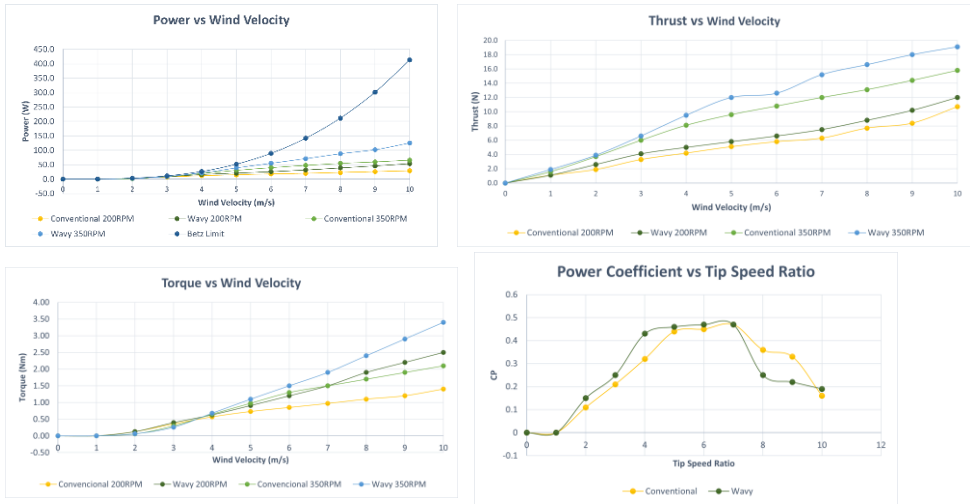 Power vs Wind Velocity
450.0
400.0
350.0
300.0
250.0
200.0
150.0
100.0
50.0
0.0
-50.0
Power (W)
0 1 2 3 4 5 6 7 8 9 10
Wind Velocity (m/s)
Conventional 200RPM Wavy 200RPM Conventional 350RPM
Wavy 350RPM Betz Limit
Thrust vs Wind Velocity
20.0
18.0
16.0
14.0
12.0
10.0
8.0
6.0
4.0
2.0
0.0
Thrust (N)
0 1 2 3 4 5 6 7 8 9 10
Wind Velocity (m/s)
Conventional 200RPM Wavy 200RPM Conventional 350RPM Wavy 350RPM
Torque vs Wind Velocity
4.00
3.50
3.00
2.50
2.00
1.50
1.00
0.50
0.00
-0.50
Torque (Nm)
0 1 2 3 4 5 6 7 8 9 10
Wind Velocity (m/s)
Convencional 200RPM Wavy 200RPM Convencional 350RPM Wavy 350RPM
Power Coefficient vs Tip Speed Ratio
0.6
0.5
0.4
0.3
0.2
0.1
0
-0.1
CP
0 2 4 6 8 10 12
Tip Speed Ratio
Conventional Wavy